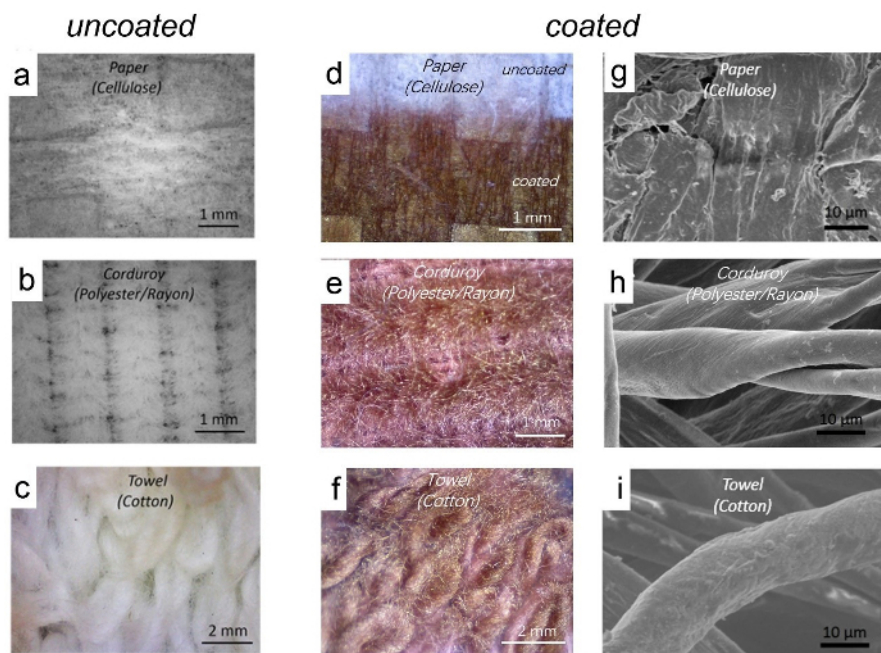 uncoated
coated
a
Paper
(Cellulose)
1 mm
d
Paper
(Cellulose)
uncoated
coated
1 mm
g
Paper
(Cellulose)
10 µm
b
Corduroy
(Polyester/Rayon)
1 mm
e
Corduroy
(Polyester/Rayon)
1 mm
h
Corduroy
(Polyester/Rayon)
10 µm
c
Towel
(Cotton)
2 mm
f
Towel
(Cotton)
2 mm
i
Towel
(Cotton)
10 µm